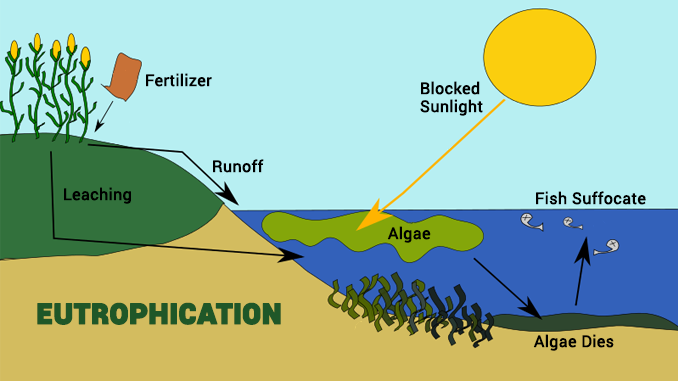 Fertilizer
Blocked
Sunlight
Runoff
Leaching
Fish Suffocate
Algae
EUTROPHICATION
Algae Dies